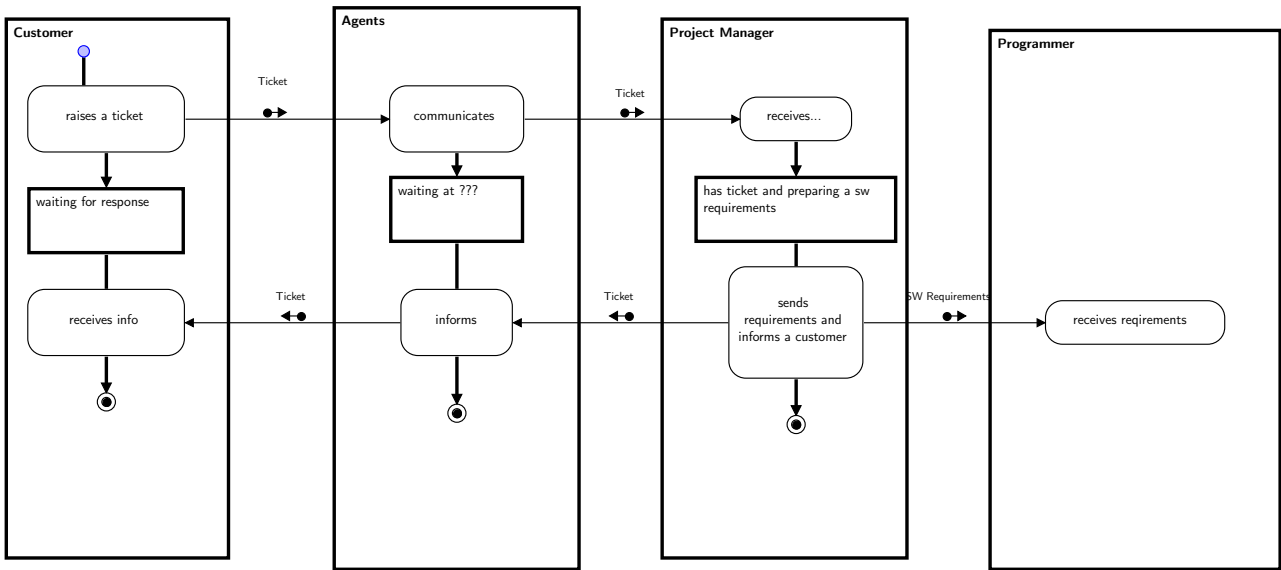 Customer
Agents
Project Manager
Programmer
Ticket
Ticket
raises a ticket
communicates
receives...
waiting for response
waiting at ???
has ticket and preparing a sw
requirements
Ticket
Ticket
SW Requirements
receives info
informs
sends
requirements and
informs a customer
receives reqirements